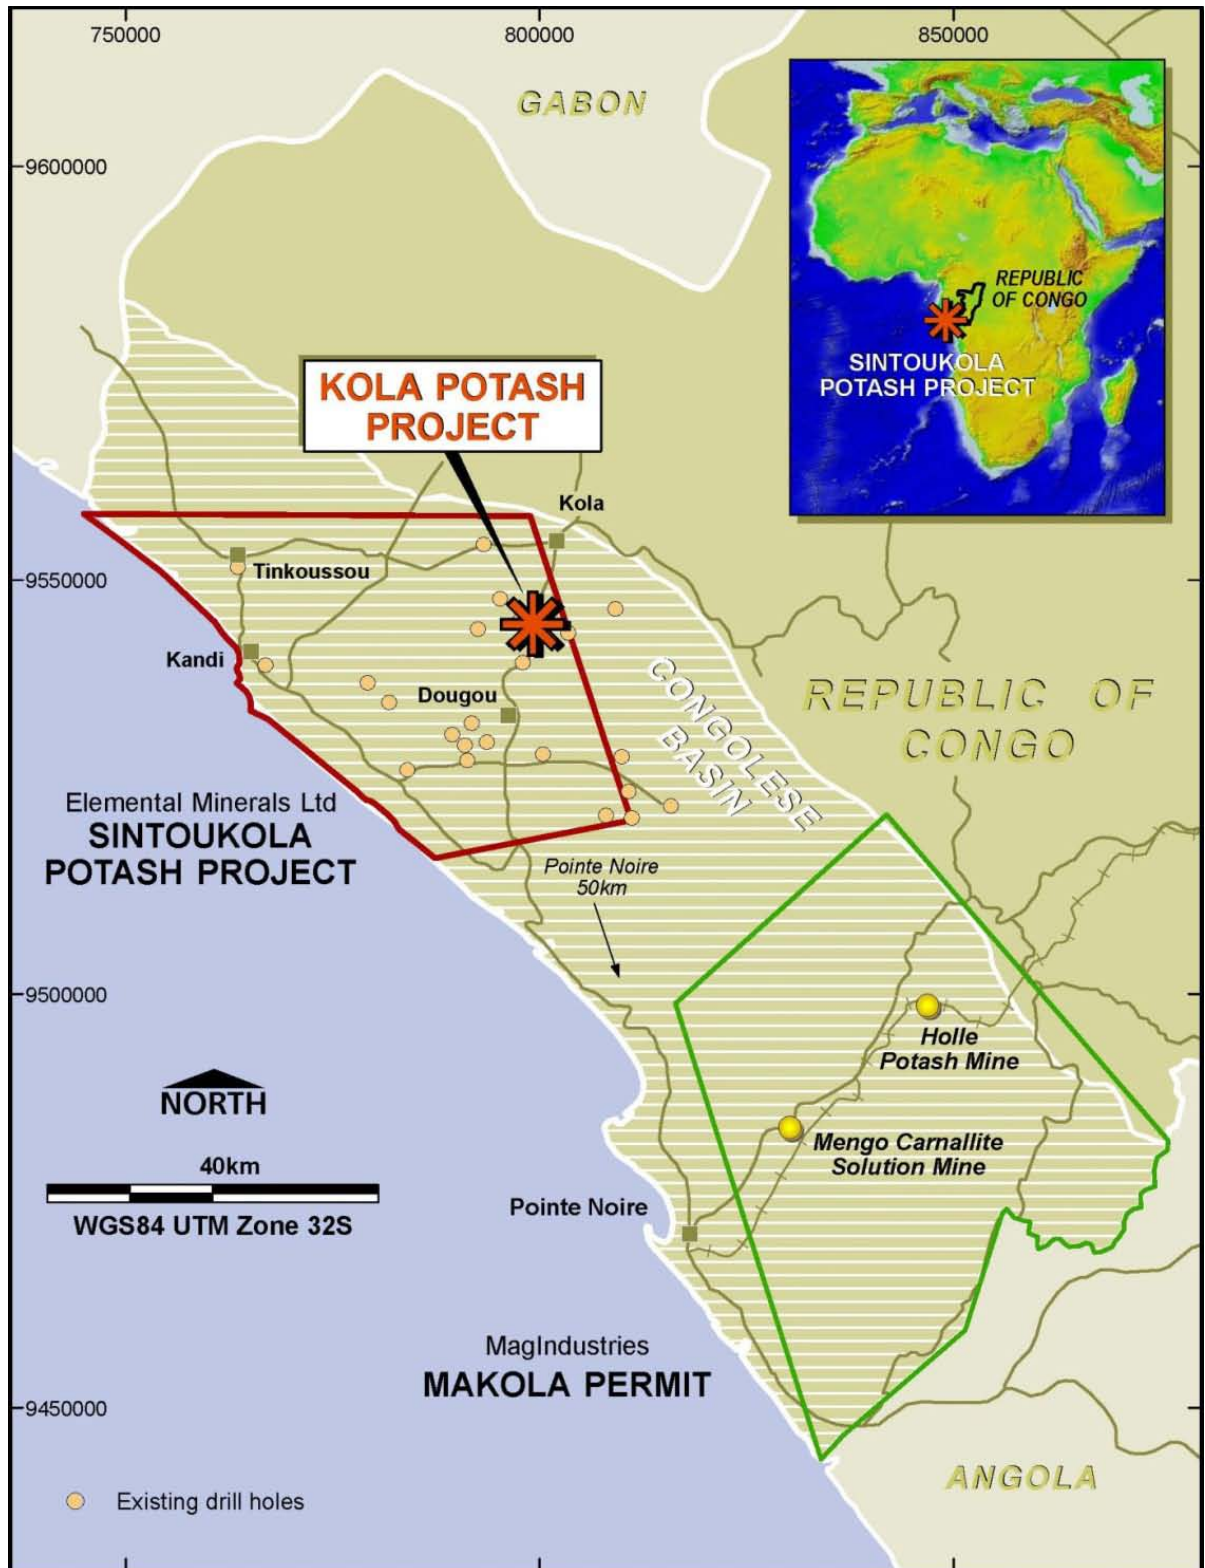 750000
800000
850000
GABON
9600000
REPUBLIC
OF CONGO
SINTOUKOLA
POTASH PROJECT
KOLA POTASH
PROJECT
Kola
9550000
Tinkoussou
Kandi
Dougou
CONGOLESE
BASIN
REPUBLIC OF
CONGO
Elemental Minerals Ltd
SINTOUKOLA
POTASH PROJECT
Pointe Noire
50km
9500000
Holle
Potash Mine
NORTH
Mengo Carnallite
Solution Mine
40km
WGS84 UTM Zone 32S
Pointe Noire
MagIndustries
MAKOLA PERMIT
9450000
ANGOLA
Existing drill holes